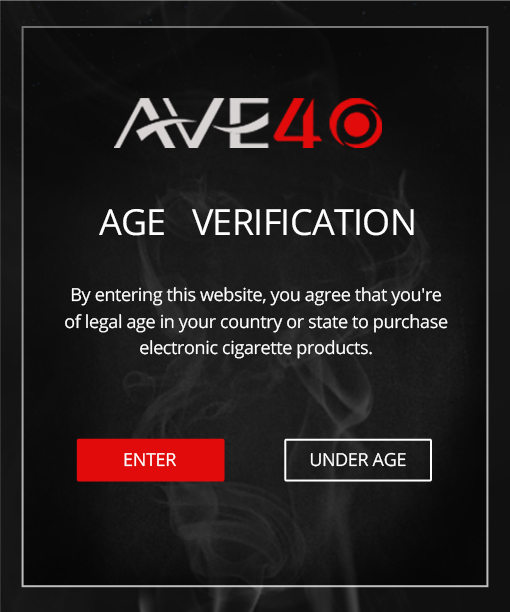 AVE40
AGE VERIFICATION
By entering this website, you agree that you're
of legal age in your country or state to purchase
electronic cigarette products.
ENTER
UNDER AGE